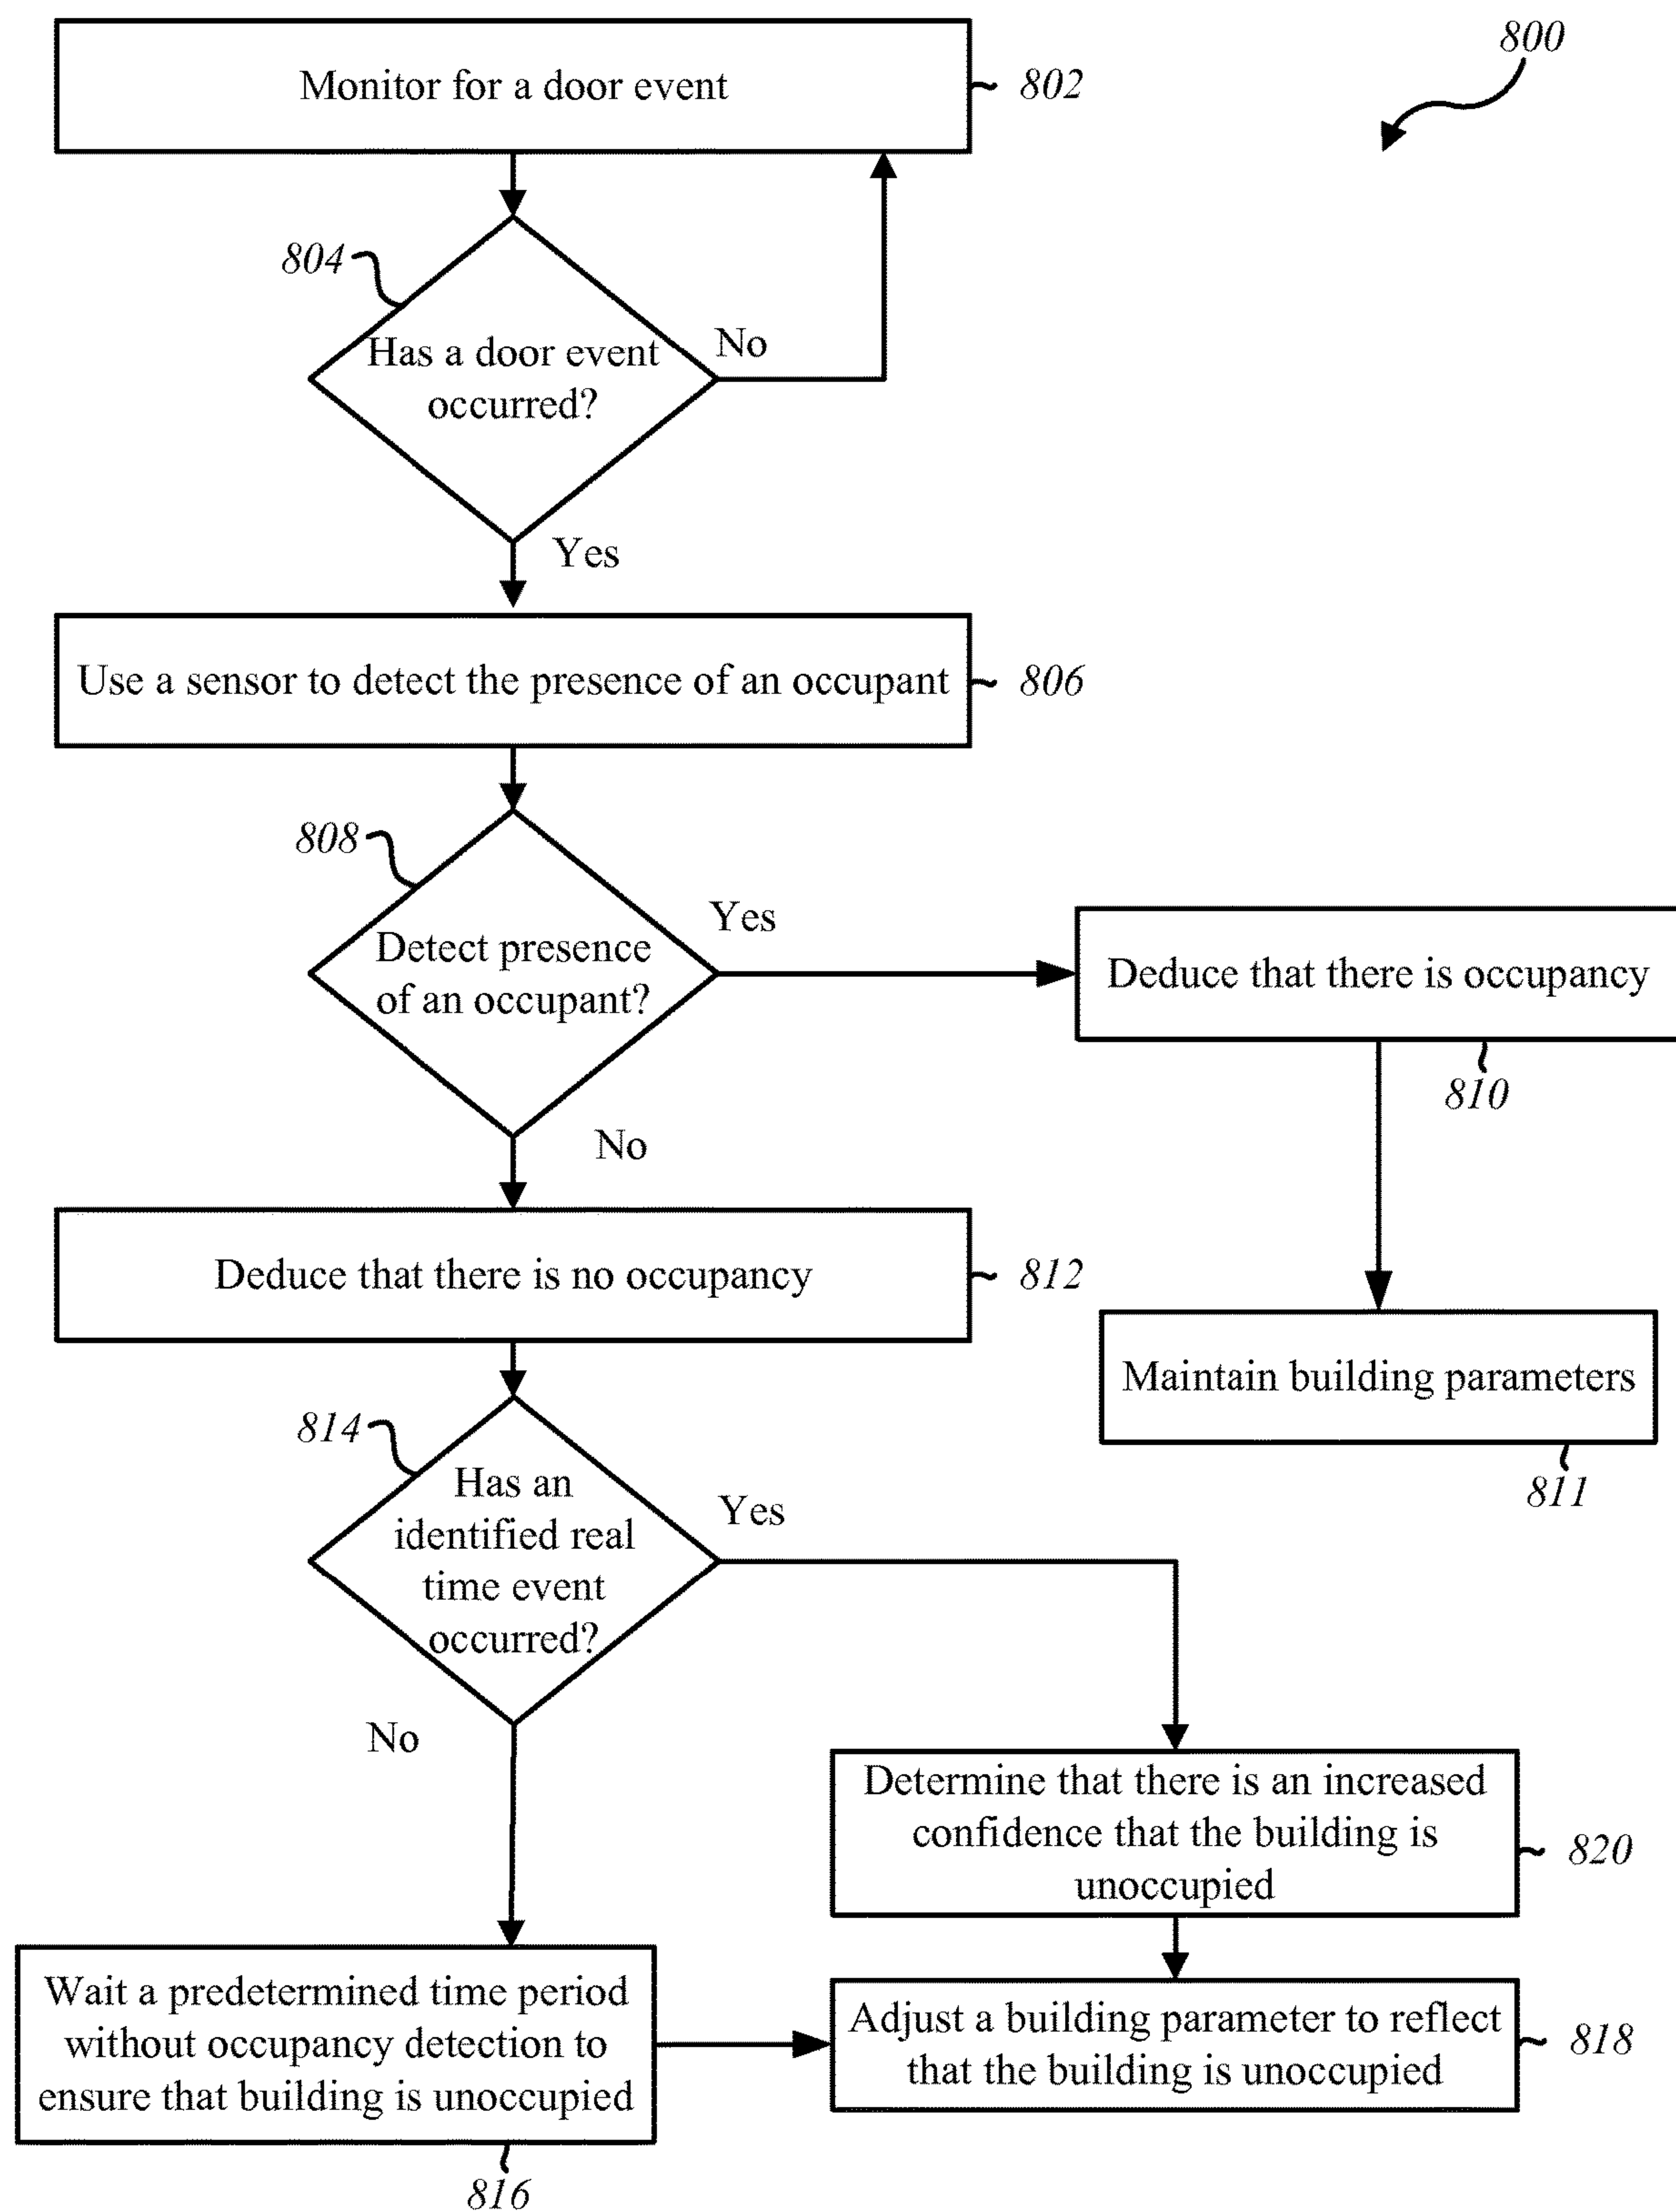 800
Monitor for a door event
802
804
Has a door event
occurred?
No
Yes
Use a sensor to detect the presence of an occupant
806
808
Detect presence
of an occupant?
Yes
No
Deduce that there is occupancy
810
Deduce that there is no occupancy
812
Maintain building parameters
811
814
Has an
identified real
time event
occurred?
Yes
No
Determine that there is an increased
confidence that the building is
unoccupied
820
Wait a predetermined time period
without occupancy detection to
ensure that building is unoccupied
816
Adjust a building parameter to reflect
that the building is unoccupied
818